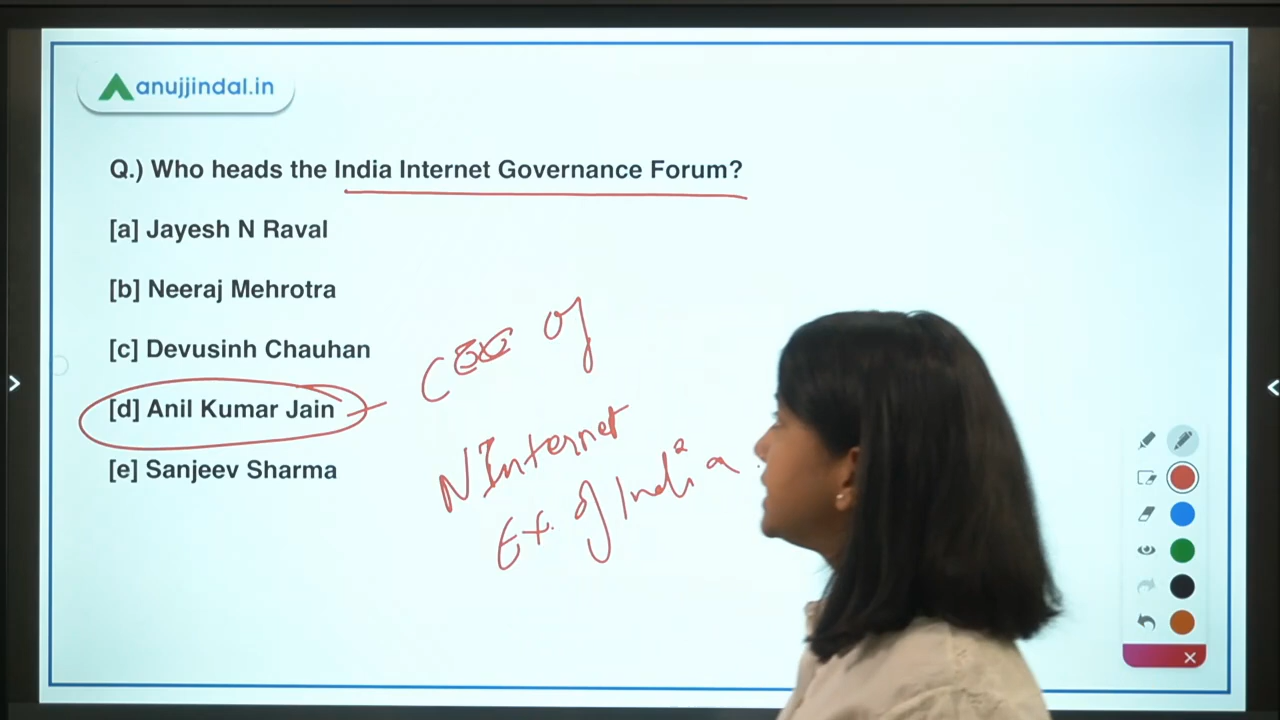 anujjindal.in
Q.) Who heads the India Internet Governance Forum?
[a] Jayesh N Raval
[b] Neeraj Mehrotra
[c] Devusinh Chauhan
[d] Anil Kumar Jain
[e] Sanjeev Sharma
CEO of
N Internet
Ex. of India